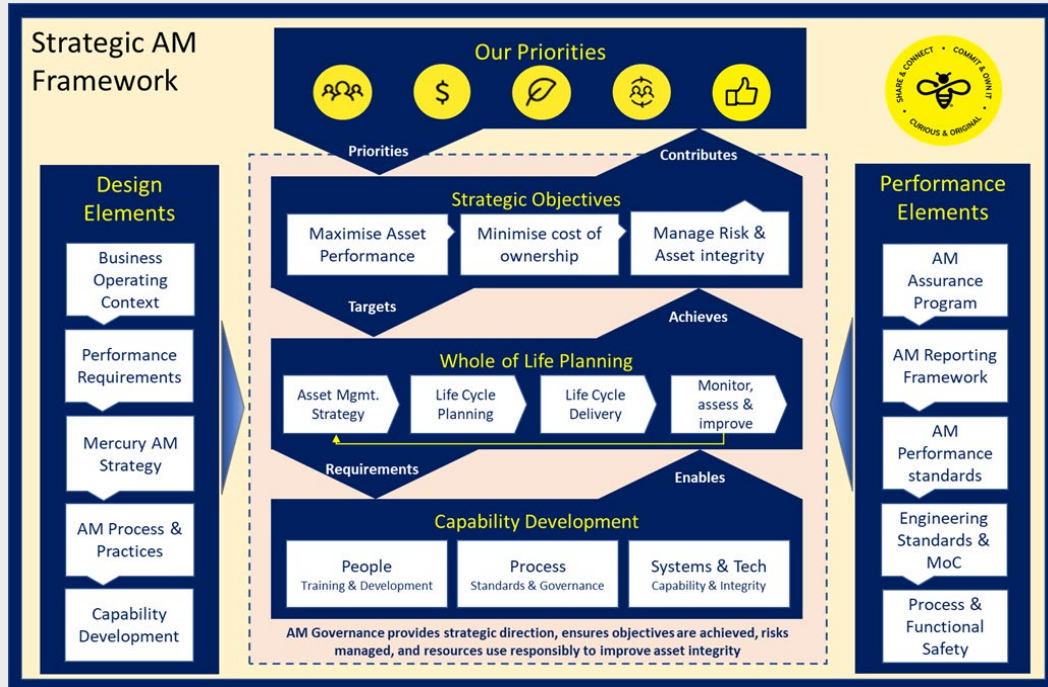 Strategic AM
Framework
Our Priorities
$
SHARE & CONNECT • COMMIT & OWN IT • CURIOUS & ORIGINAL •
Priorities
Contributes
Design
Elements
Business
Operating
Context
Performance
Requirements
Mercury AM
Strategy
AM Process &
Practices
Capability
Development
Strategic Objectives
Maximise Asset
Performance
Minimise cost of
ownership
Manage Risk &
Asset integrity
Targets
Achieves
Whole of Life Planning
Asset Mgmt.
Strategy
Life Cycle
Planning
Life Cycle
Delivery
Monitor,
assess &
improve
Requirements
Enables
Capability Development
People
Training & Development
Process
Standards & Governance
Systems & Tech
Capability & Integrity
AM Governance provides strategic direction, ensures objectives are achieved, risks
managed, and resources use responsibly to improve asset integrity
Performance
Elements
AM
Assurance
Program
AM Reporting
Framework
AM
Performance
standards
Engineering
Standards &
MoC
Process &
Functional
Safety